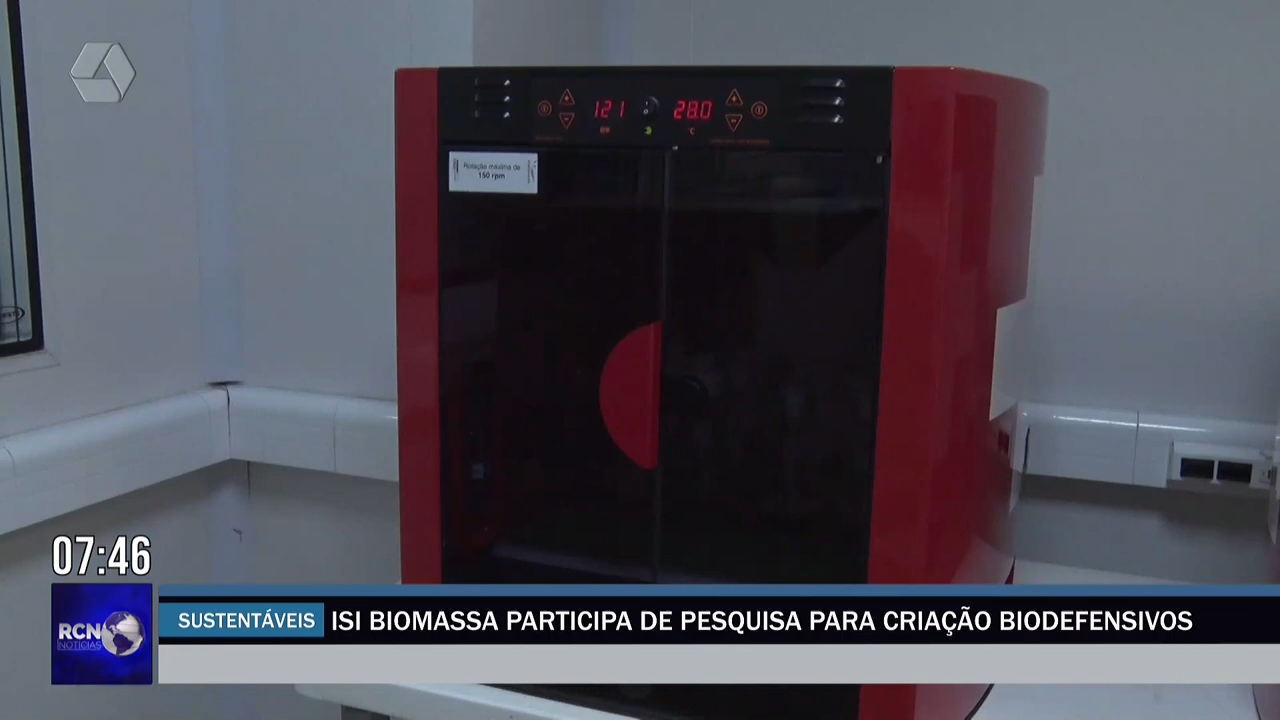 121
28.0
°C
Rotação máxima de
150 rpm
07:46
RCN
NOTÍCIAS
SUSTENTÁVEIS
ISI BIOMASSA PARTICIPA DE PESQUISA PARA CRIAÇÃO BIODEFENSIVOS